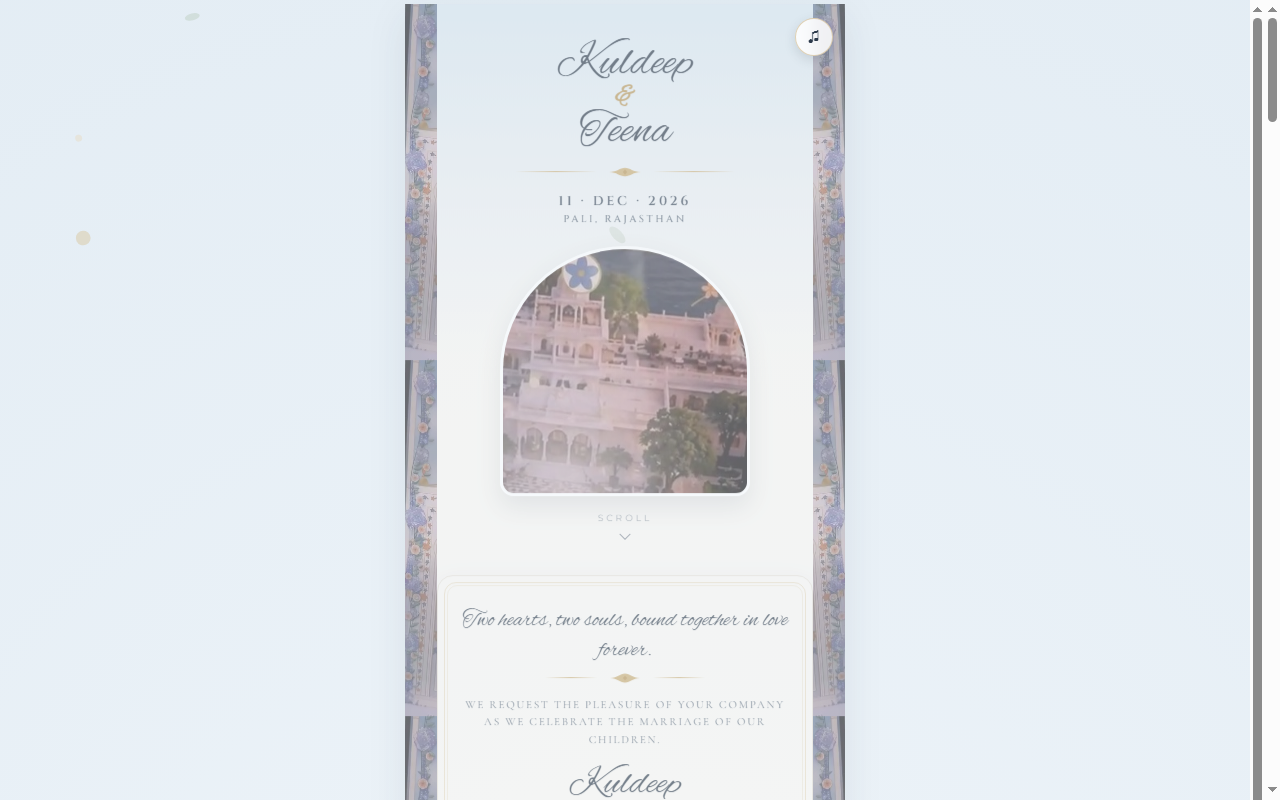 Kuldeep
&
Teena
11 · DEC · 2026
PALI, RAJASTHAN
SCROLL
Two hearts, two souls, bound together in love
forever.
WE REQUEST THE PLEASURE OF YOUR COMPANY
AS WE CELEBRATE THE MARRIAGE OF OUR
CHILDREN.
Kuldeep